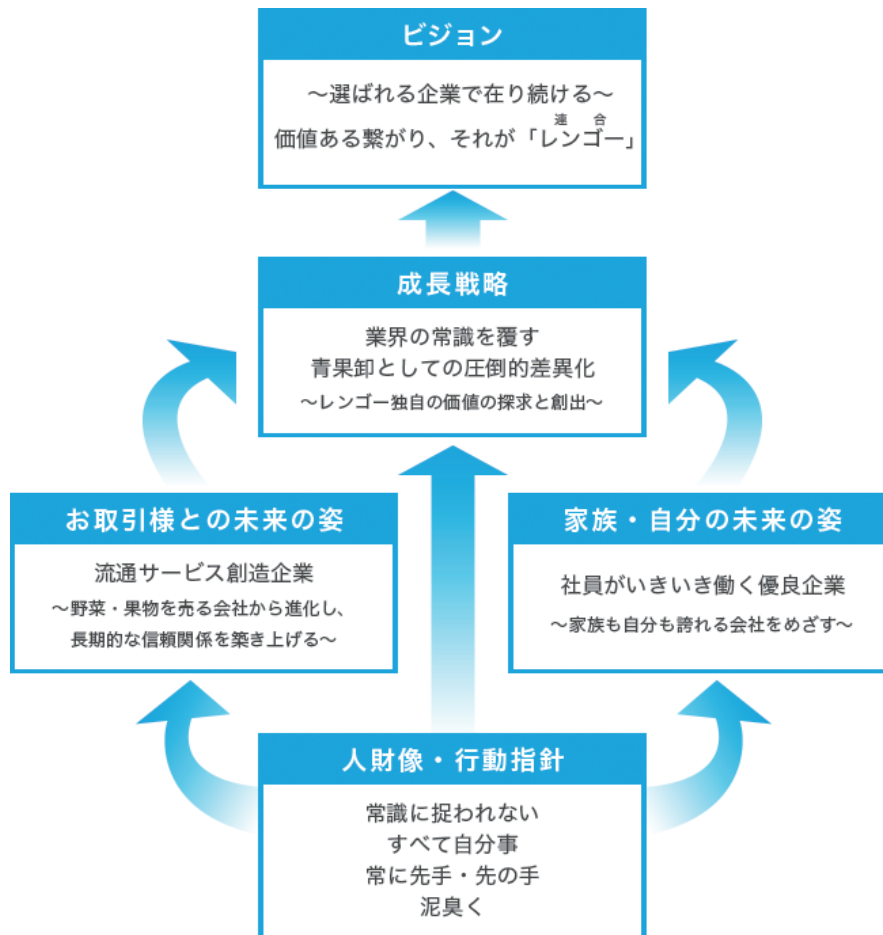 ビジョン
〜選ばれる企業で在り続ける〜
連 合
価値ある繋がり、それが「レンゴー」
成長戦略
業界の常識を覆す
青果卸としての圧倒的差異化
〜レンゴー独自の価値の探求と創出〜
お取引様との未来の姿
流通サービス創造企業
〜野菜・果物を売る会社から進化し、
長期的な信頼関係を築き上げる〜
家族・自分の未来の姿
社員がいきいき働く優良企業
〜家族も自分も誇れる会社をめざす〜
人財像・行動指針
常識に捉われない
すべて自分事
常に先手・先の手
泥臭く